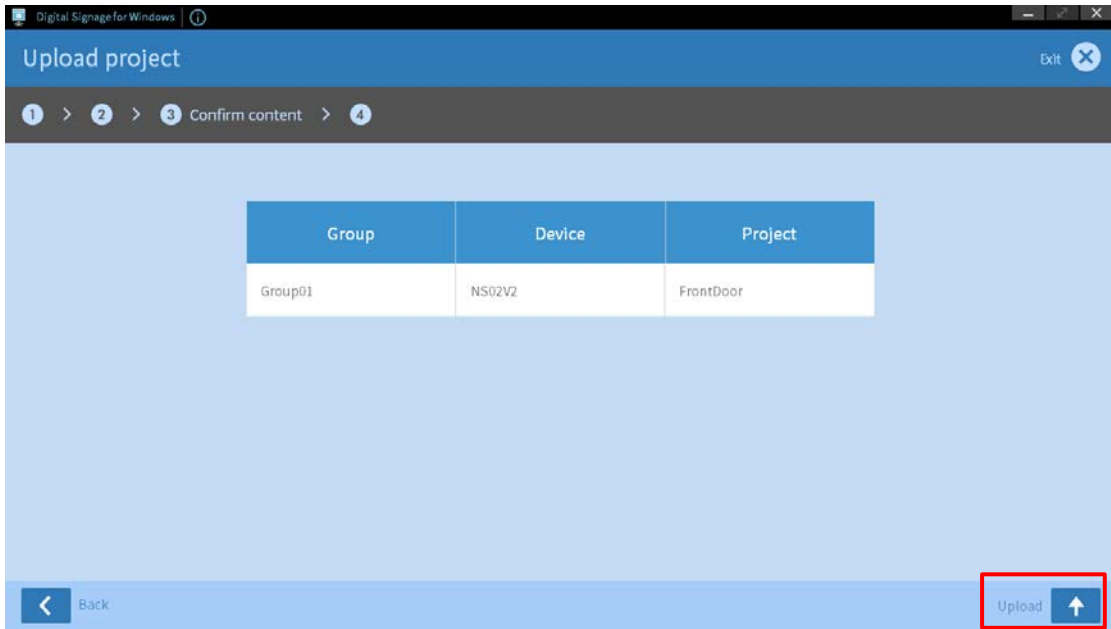 Digital Signage for Windows
Upload project
Exit
1 > 2 > 3 Confirm content > 4
Group Device Project
Group01 NS02V2 FrontDoor
Back
Upload